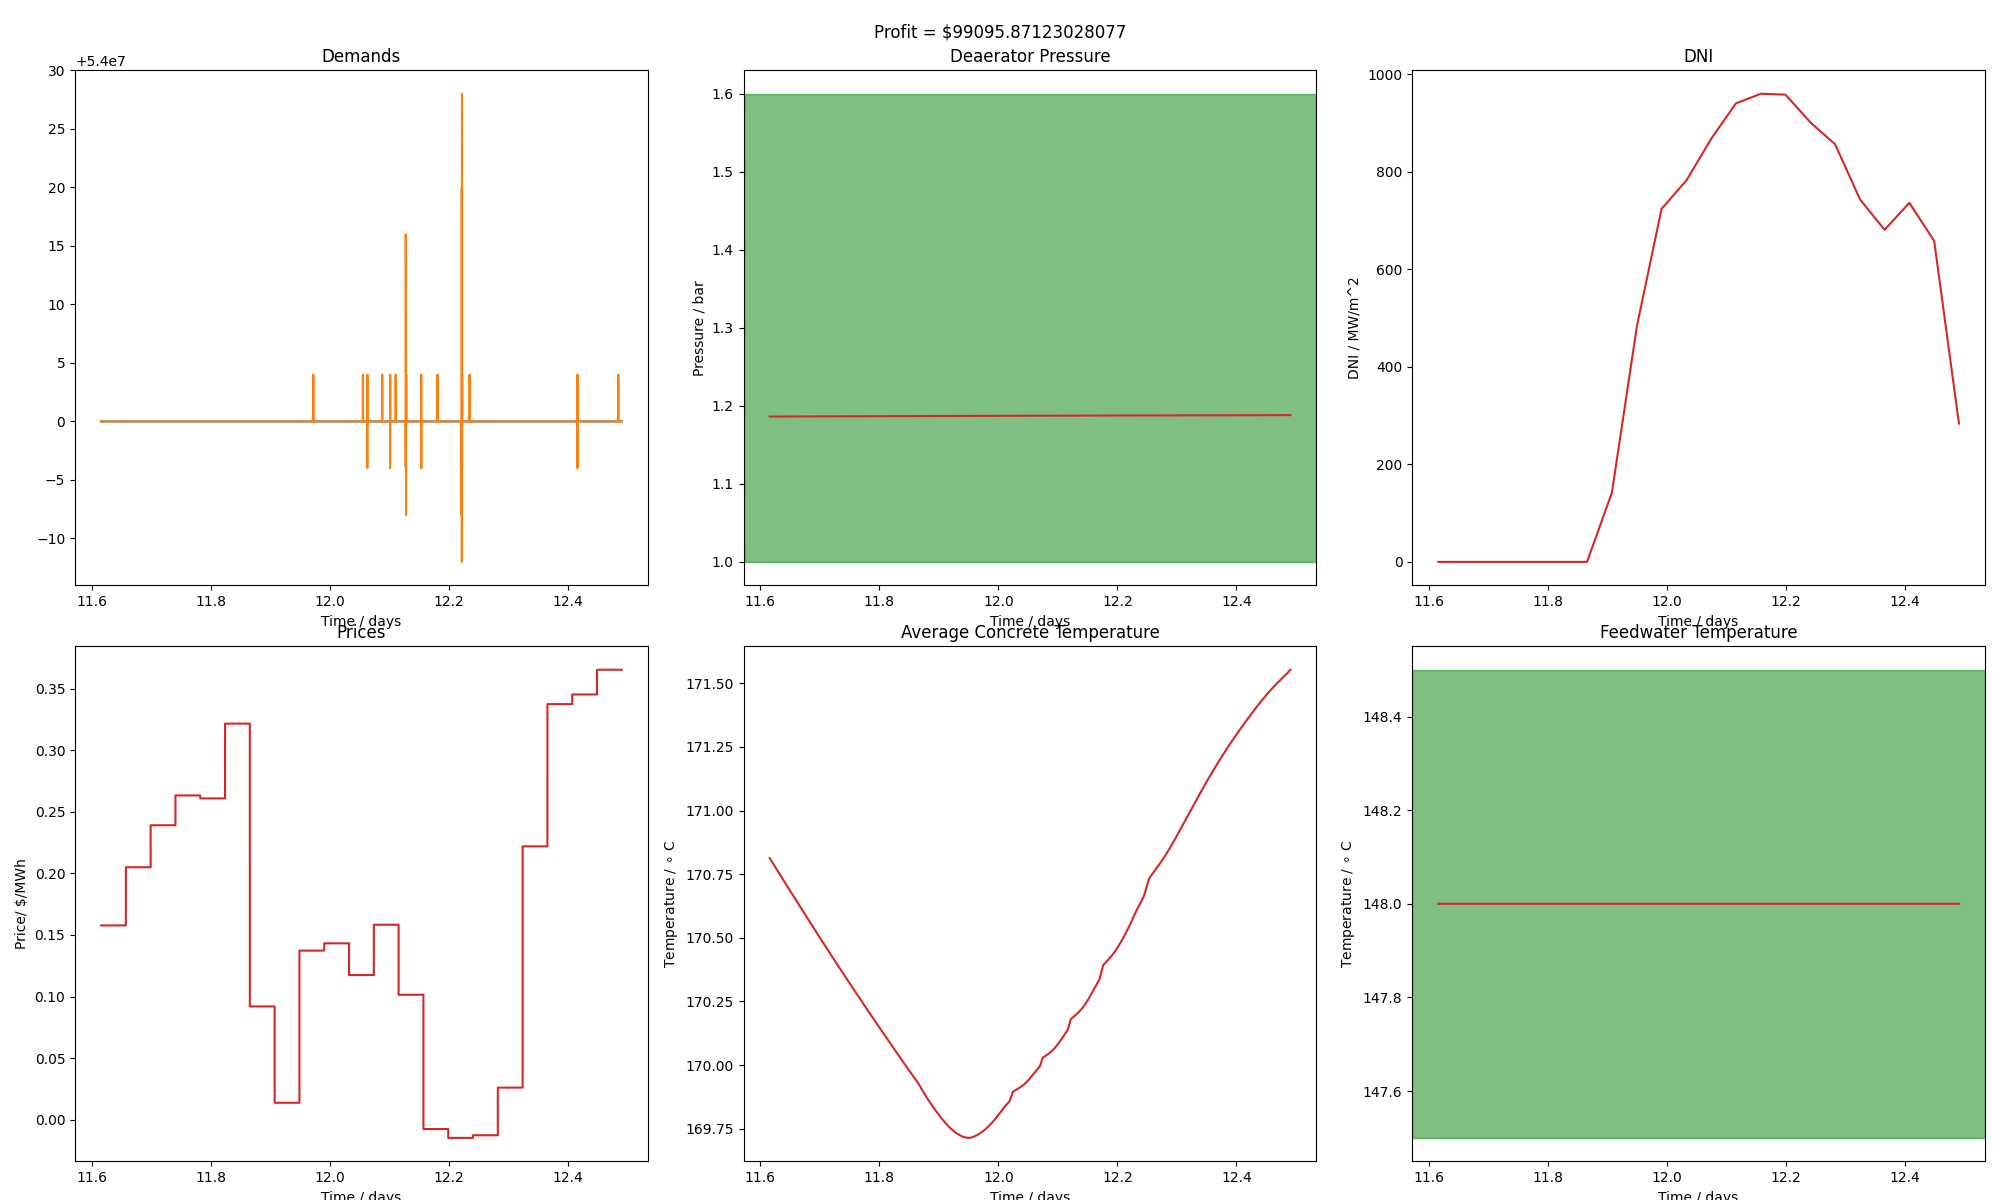 Profit = $99095.87123028077
Demands
+5.4e7
30
25
20
15
10
5
0
−5
−10
11.6 11.8 12.0 12.2 12.4
Time / days
Deaerator Pressure
Pressure / bar
1.6
1.5
1.4
1.3
1.2
1.1
1.0
11.6 11.8 12.0 12.2 12.4
Time / days
DNI
DNI / MW/m^2
1000
800
600
400
200
0
11.6 11.8 12.0 12.2 12.4
Time / days
Prices
Price/ $/MWh
0.35
0.30
0.25
0.20
0.15
0.10
0.05
0.00
11.6 11.8 12.0 12.2 12.4
Time / days
Average Concrete Temperature
Temperature / ∘ C
171.50
171.25
171.00
170.75
170.50
170.25
170.00
169.75
11.6 11.8 12.0 12.2 12.4
Time / days
Feedwater Temperature
Temperature / ∘ C
148.4
148.2
148.0
147.8
147.6
11.6 11.8 12.0 12.2 12.4
Time / days